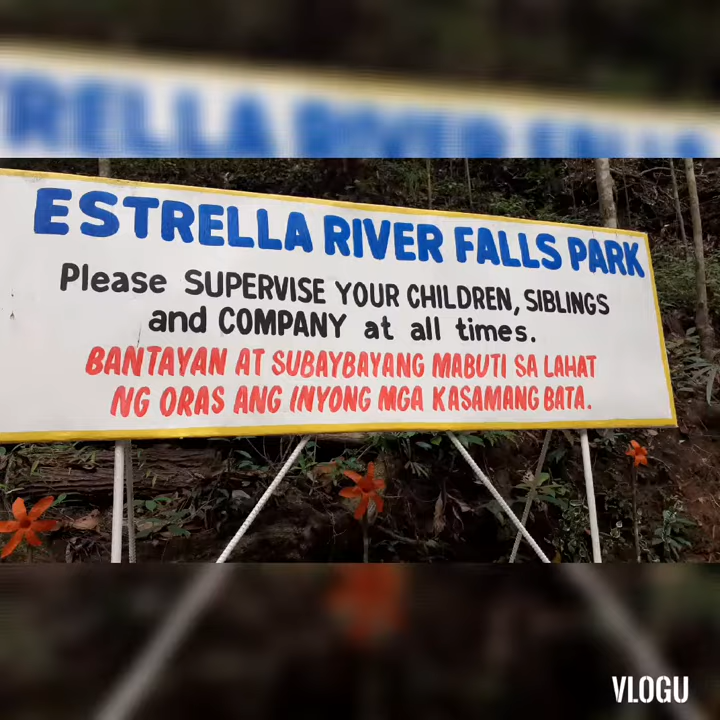 ESTRELLA RIVER FALLS PARK
Please SUPERVISE YOUR CHILDREN, SIBLINGS
and COMPANY at all times.
BANTAYAN AT SUBAYBAYANG MABUTI SA LAHAT
NG ORAS ANG INYONG MGA KASAMANG BATA.
VLOGU